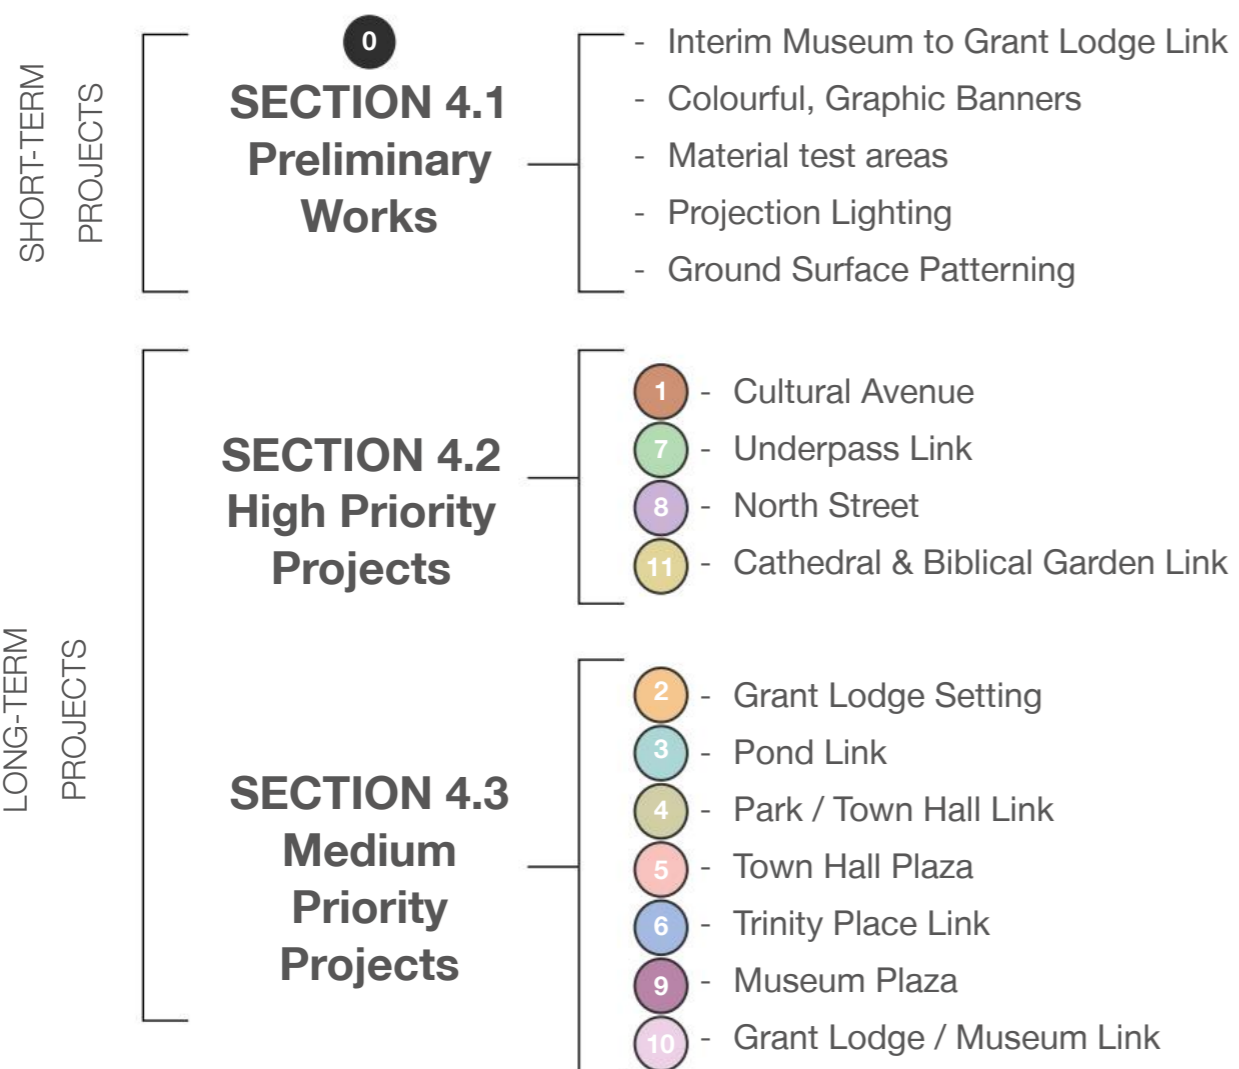 SHORT-TERM
PROJECTS
0
SECTION 4.1
Preliminary
Works
- Interim Museum to Grant Lodge Link
- Colourful, Graphic Banners
- Material test areas
- Projection Lighting
- Ground Surface Patterning
LONG-TERM
PROJECTS
SECTION 4.2
High Priority
Projects
1 - Cultural Avenue
7 - Underpass Link
8 - North Street
11 - Cathedral & Biblical Garden Link
SECTION 4.3
Medium
Priority
Projects
2 - Grant Lodge Setting
3 - Pond Link
4 - Park / Town Hall Link
5 - Town Hall Plaza
6 - Trinity Place Link
9 - Museum Plaza
10 - Grant Lodge / Museum Link